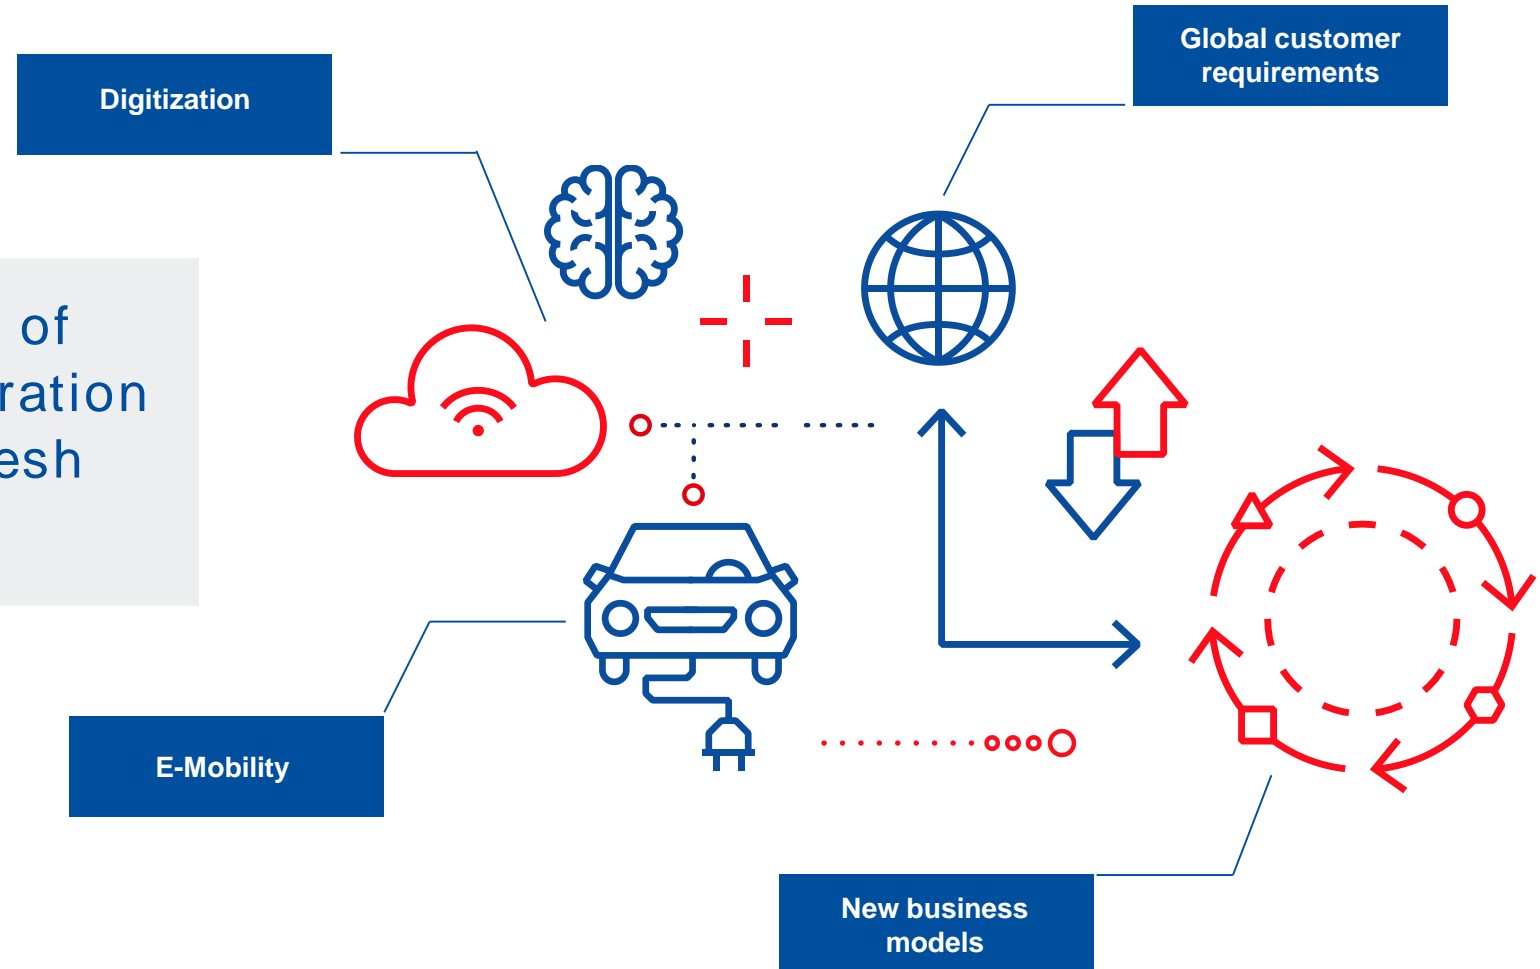 Global customer
requirements
Digitization
of
ration
esh
E-Mobility
New business
models